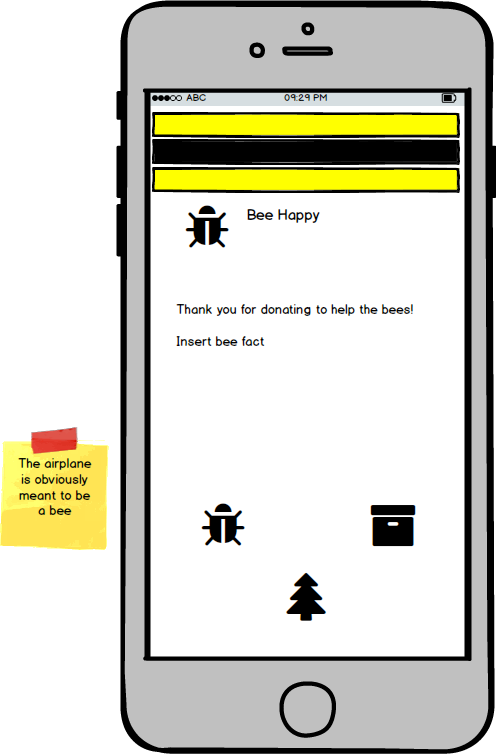 ABC 09:29 PM
Bee Happy
Thank you for donating to help the bees!
Insert bee fact
The airplane
is obviously
meant to be
a bee